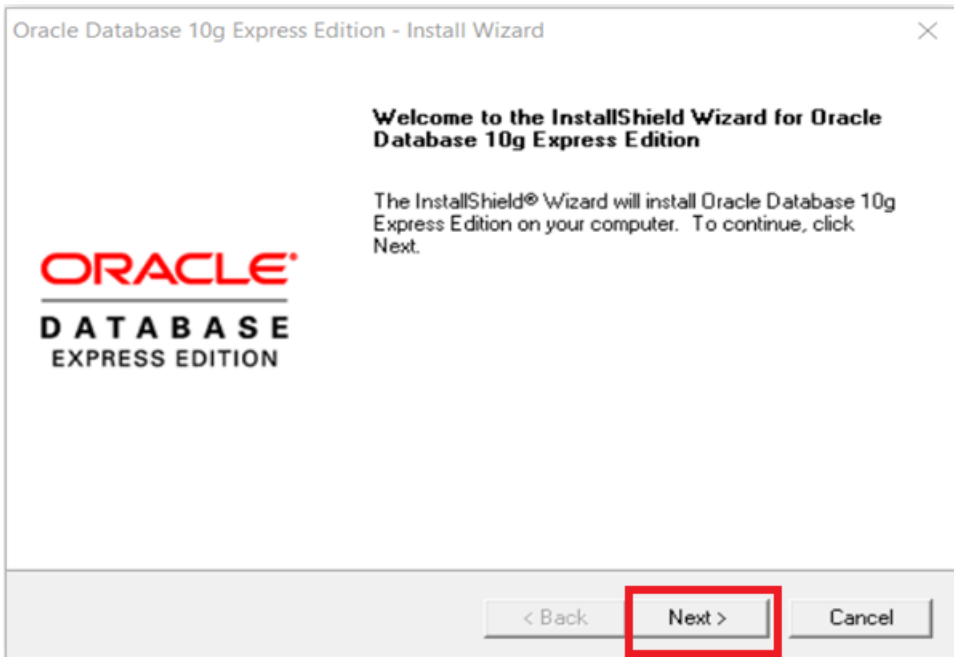 Oracle Database 10g Express Edition - Install Wizard
Welcome to the InstallShield Wizard for Oracle
Database 10g Express Edition
The InstallShield® Wizard will install Oracle Database 10g
Express Edition on your computer. To continue, click
Next.
ORACLE
DATABASE
EXPRESS EDITION
< Back
Next >
Cancel